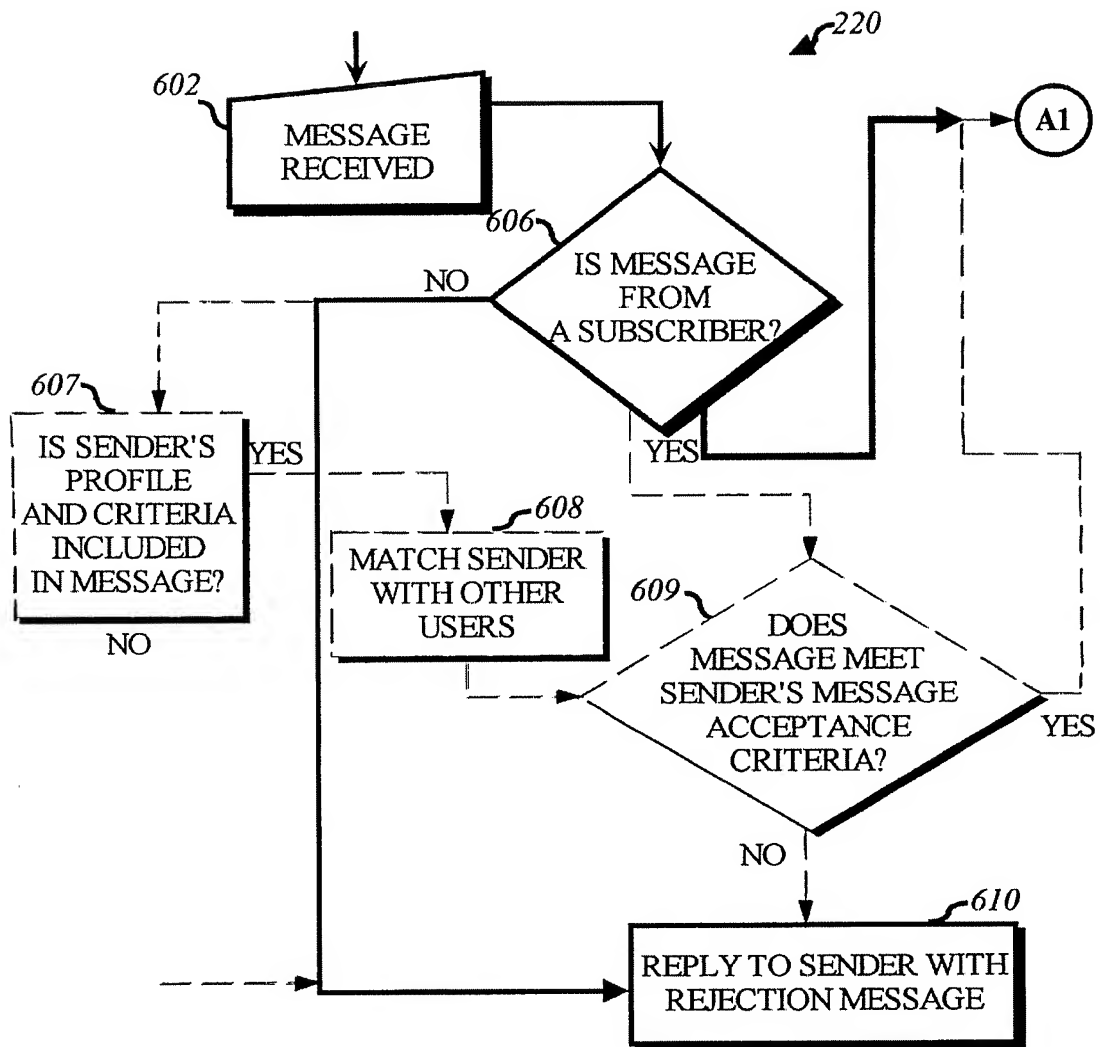 220
602
MESSAGE
RECEIVED
A1
606
IS MESSAGE
FROM
A SUBSCRIBER?
NO
YES
607
IS SENDER'S
PROFILE
AND CRITERIA
INCLUDED
IN MESSAGE?
YES
NO
608
MATCH SENDER
WITH OTHER
USERS
609
DOES
MESSAGE MEET
SENDER'S MESSAGE
ACCEPTANCE
CRITERIA?
YES
NO
610
REPLY TO SENDER WITH
REJECTION MESSAGE